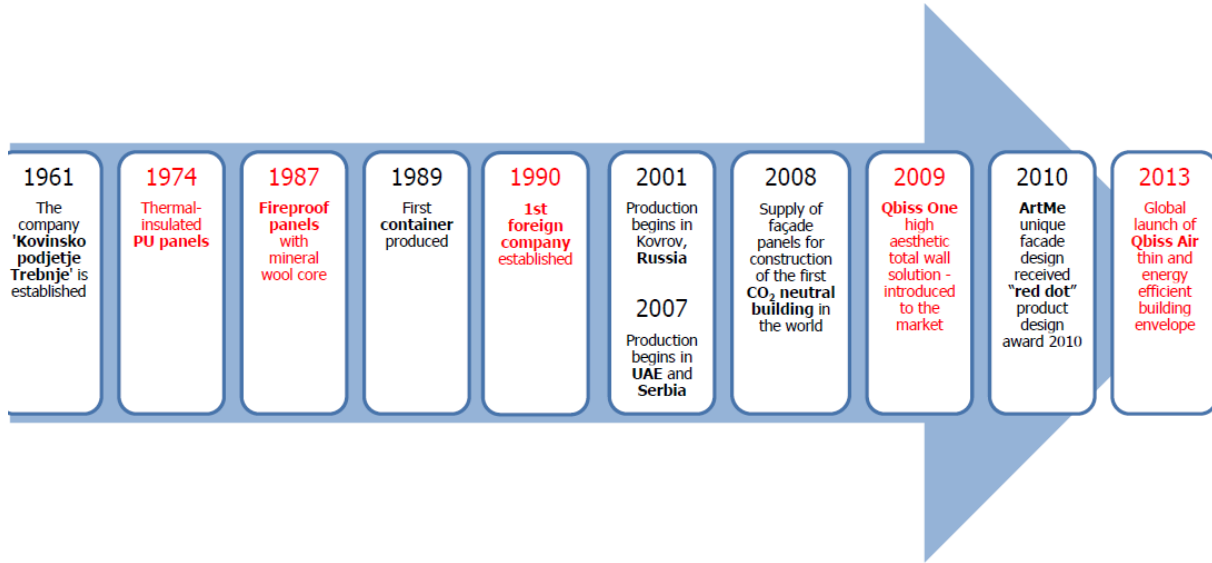 1961
The
company
'Kovinsko
podjetje
Trebnje' is
established
1974
Thermal-
insulated
PU panels
1987
Fireproof
panels
with
mineral
wool core
1989
First
container
produced
1990
1st
foreign
company
established
2001
Production
begins in
Kovrov,
Russia
2007
Production
begins in
UAE and
Serbia
2008
Supply of
façade
panels for
construction
of the first
CO₂ neutral
building in
the world
2009
Qbiss One
high
aesthetic
total wall
solution -
introduced
to the
market
2010
ArtMe
unique
facade
design
received
“red dot”
product
design
award 2010
2013
Global
launch of
Qbiss Air
thin and
energy
efficient
building
envelope